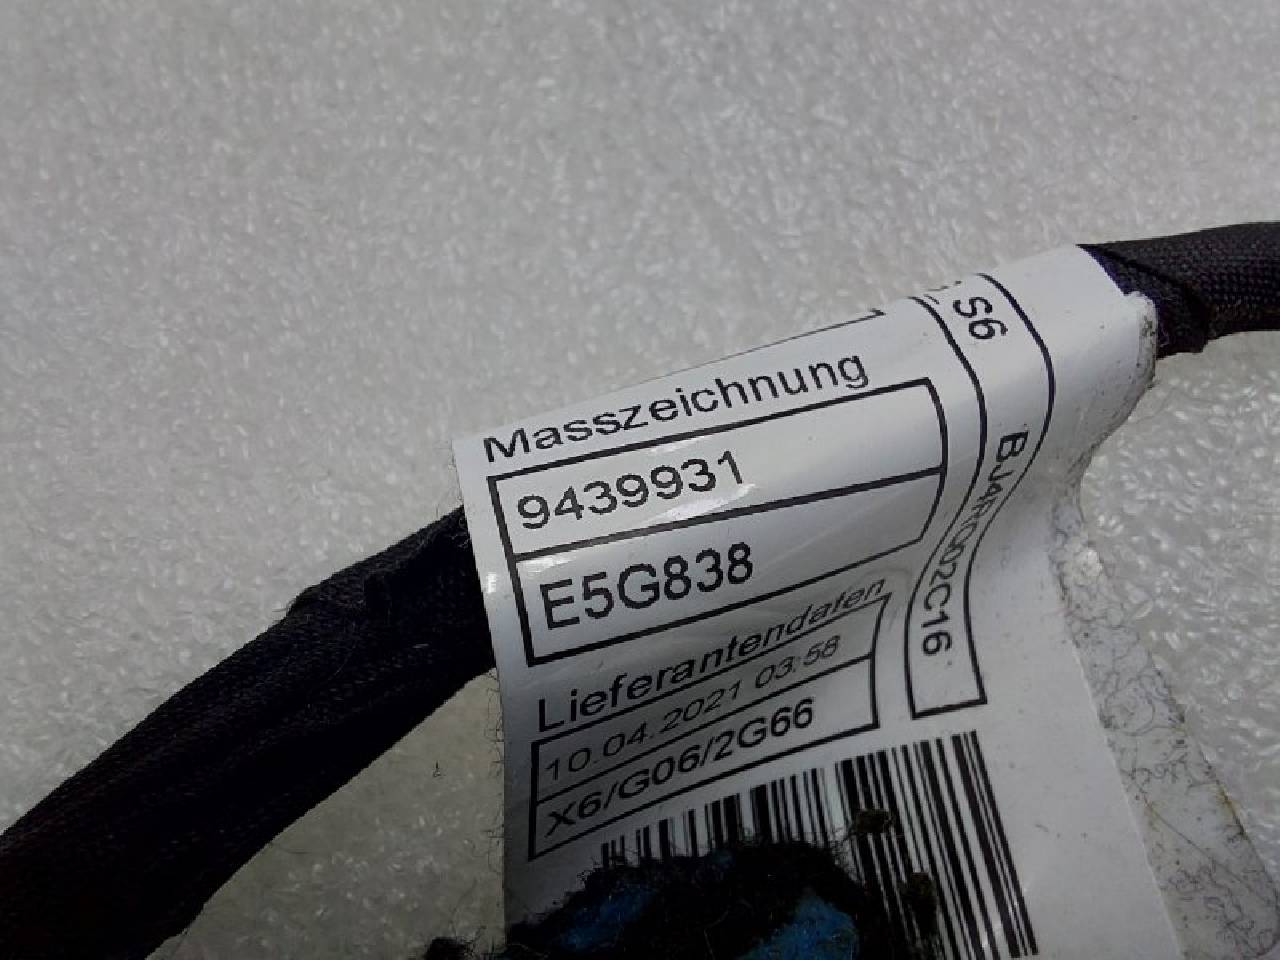 S6
Masszeichnung
9439931
E5G838
Lieferantendaten
10.04.2021 03:58
X6/G06/2G66